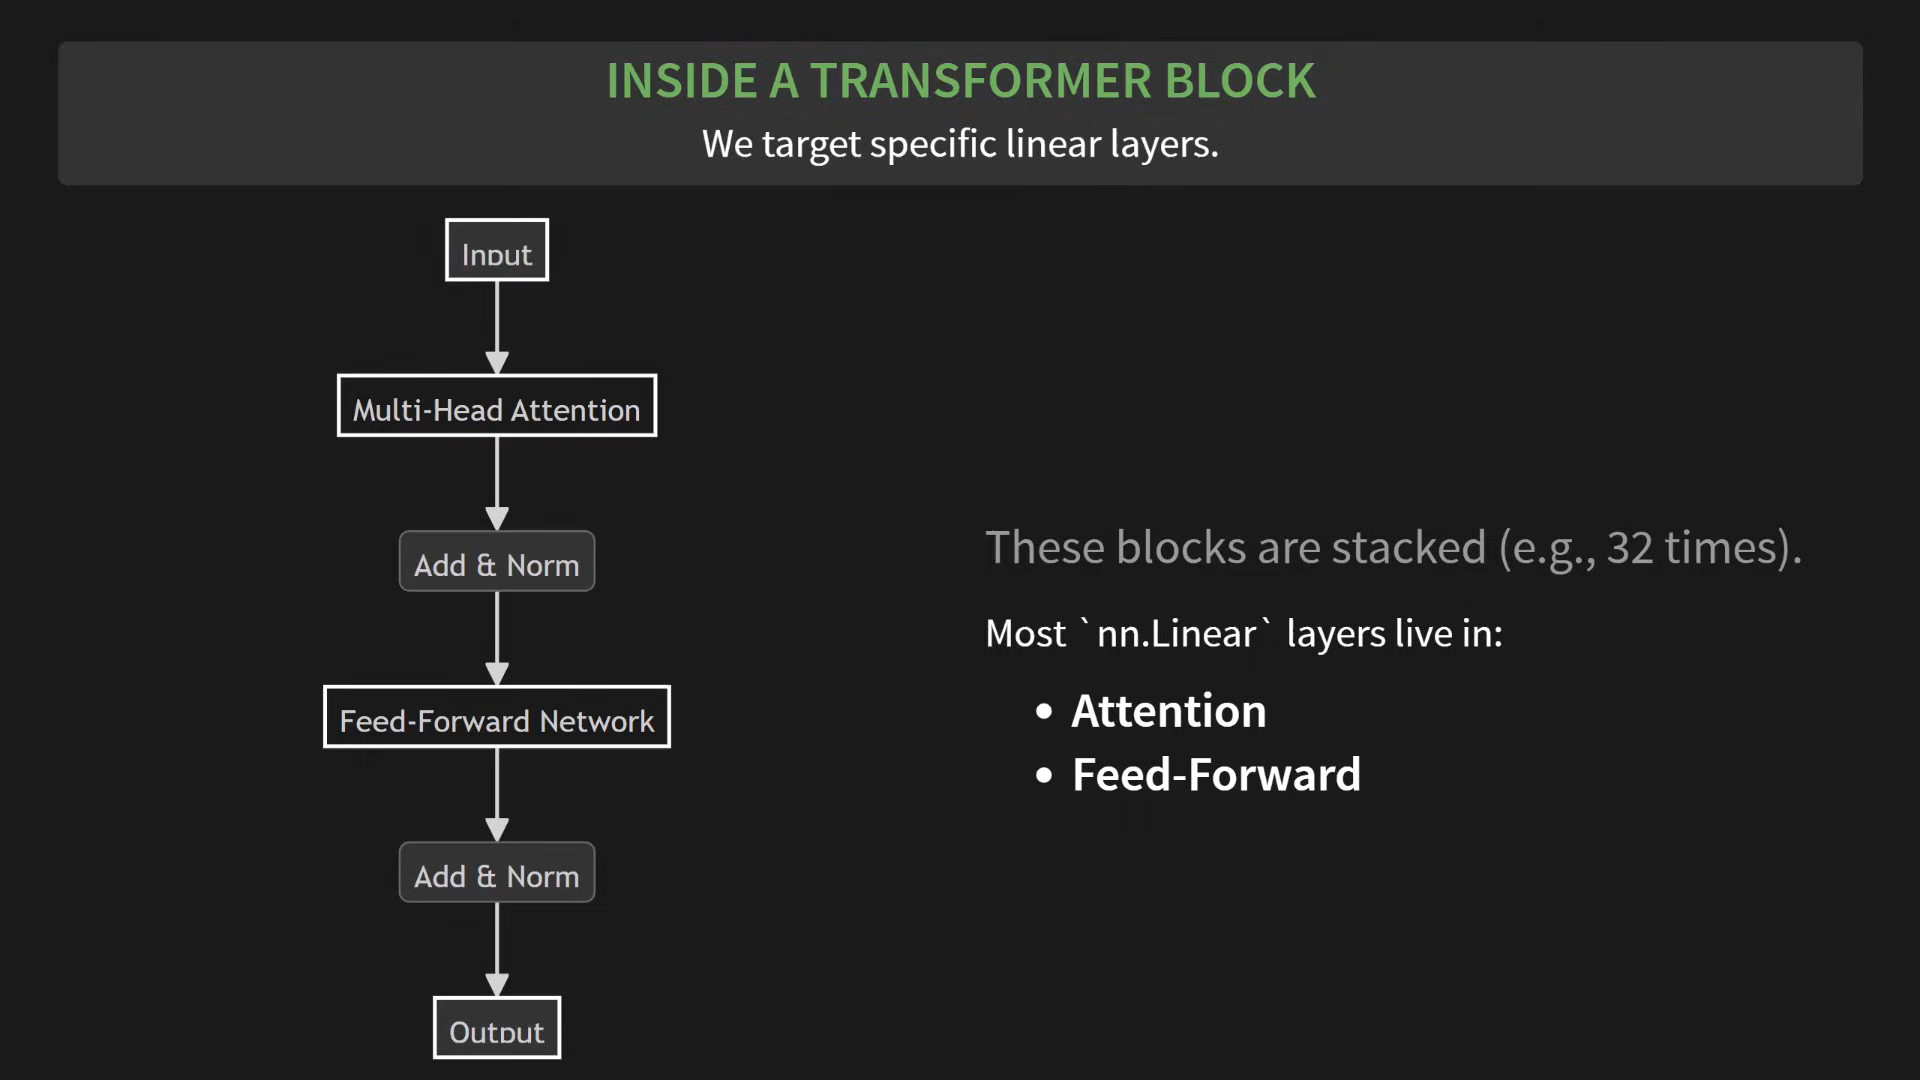 INSIDE A TRANSFORMER BLOCK
We target specific linear layers.
Input
Multi-Head Attention
Add & Norm
Feed-Forward Network
Add & Norm
Output
These blocks are stacked (e.g., 32 times).
Most `nn.Linear` layers live in:
• Attention
• Feed-Forward